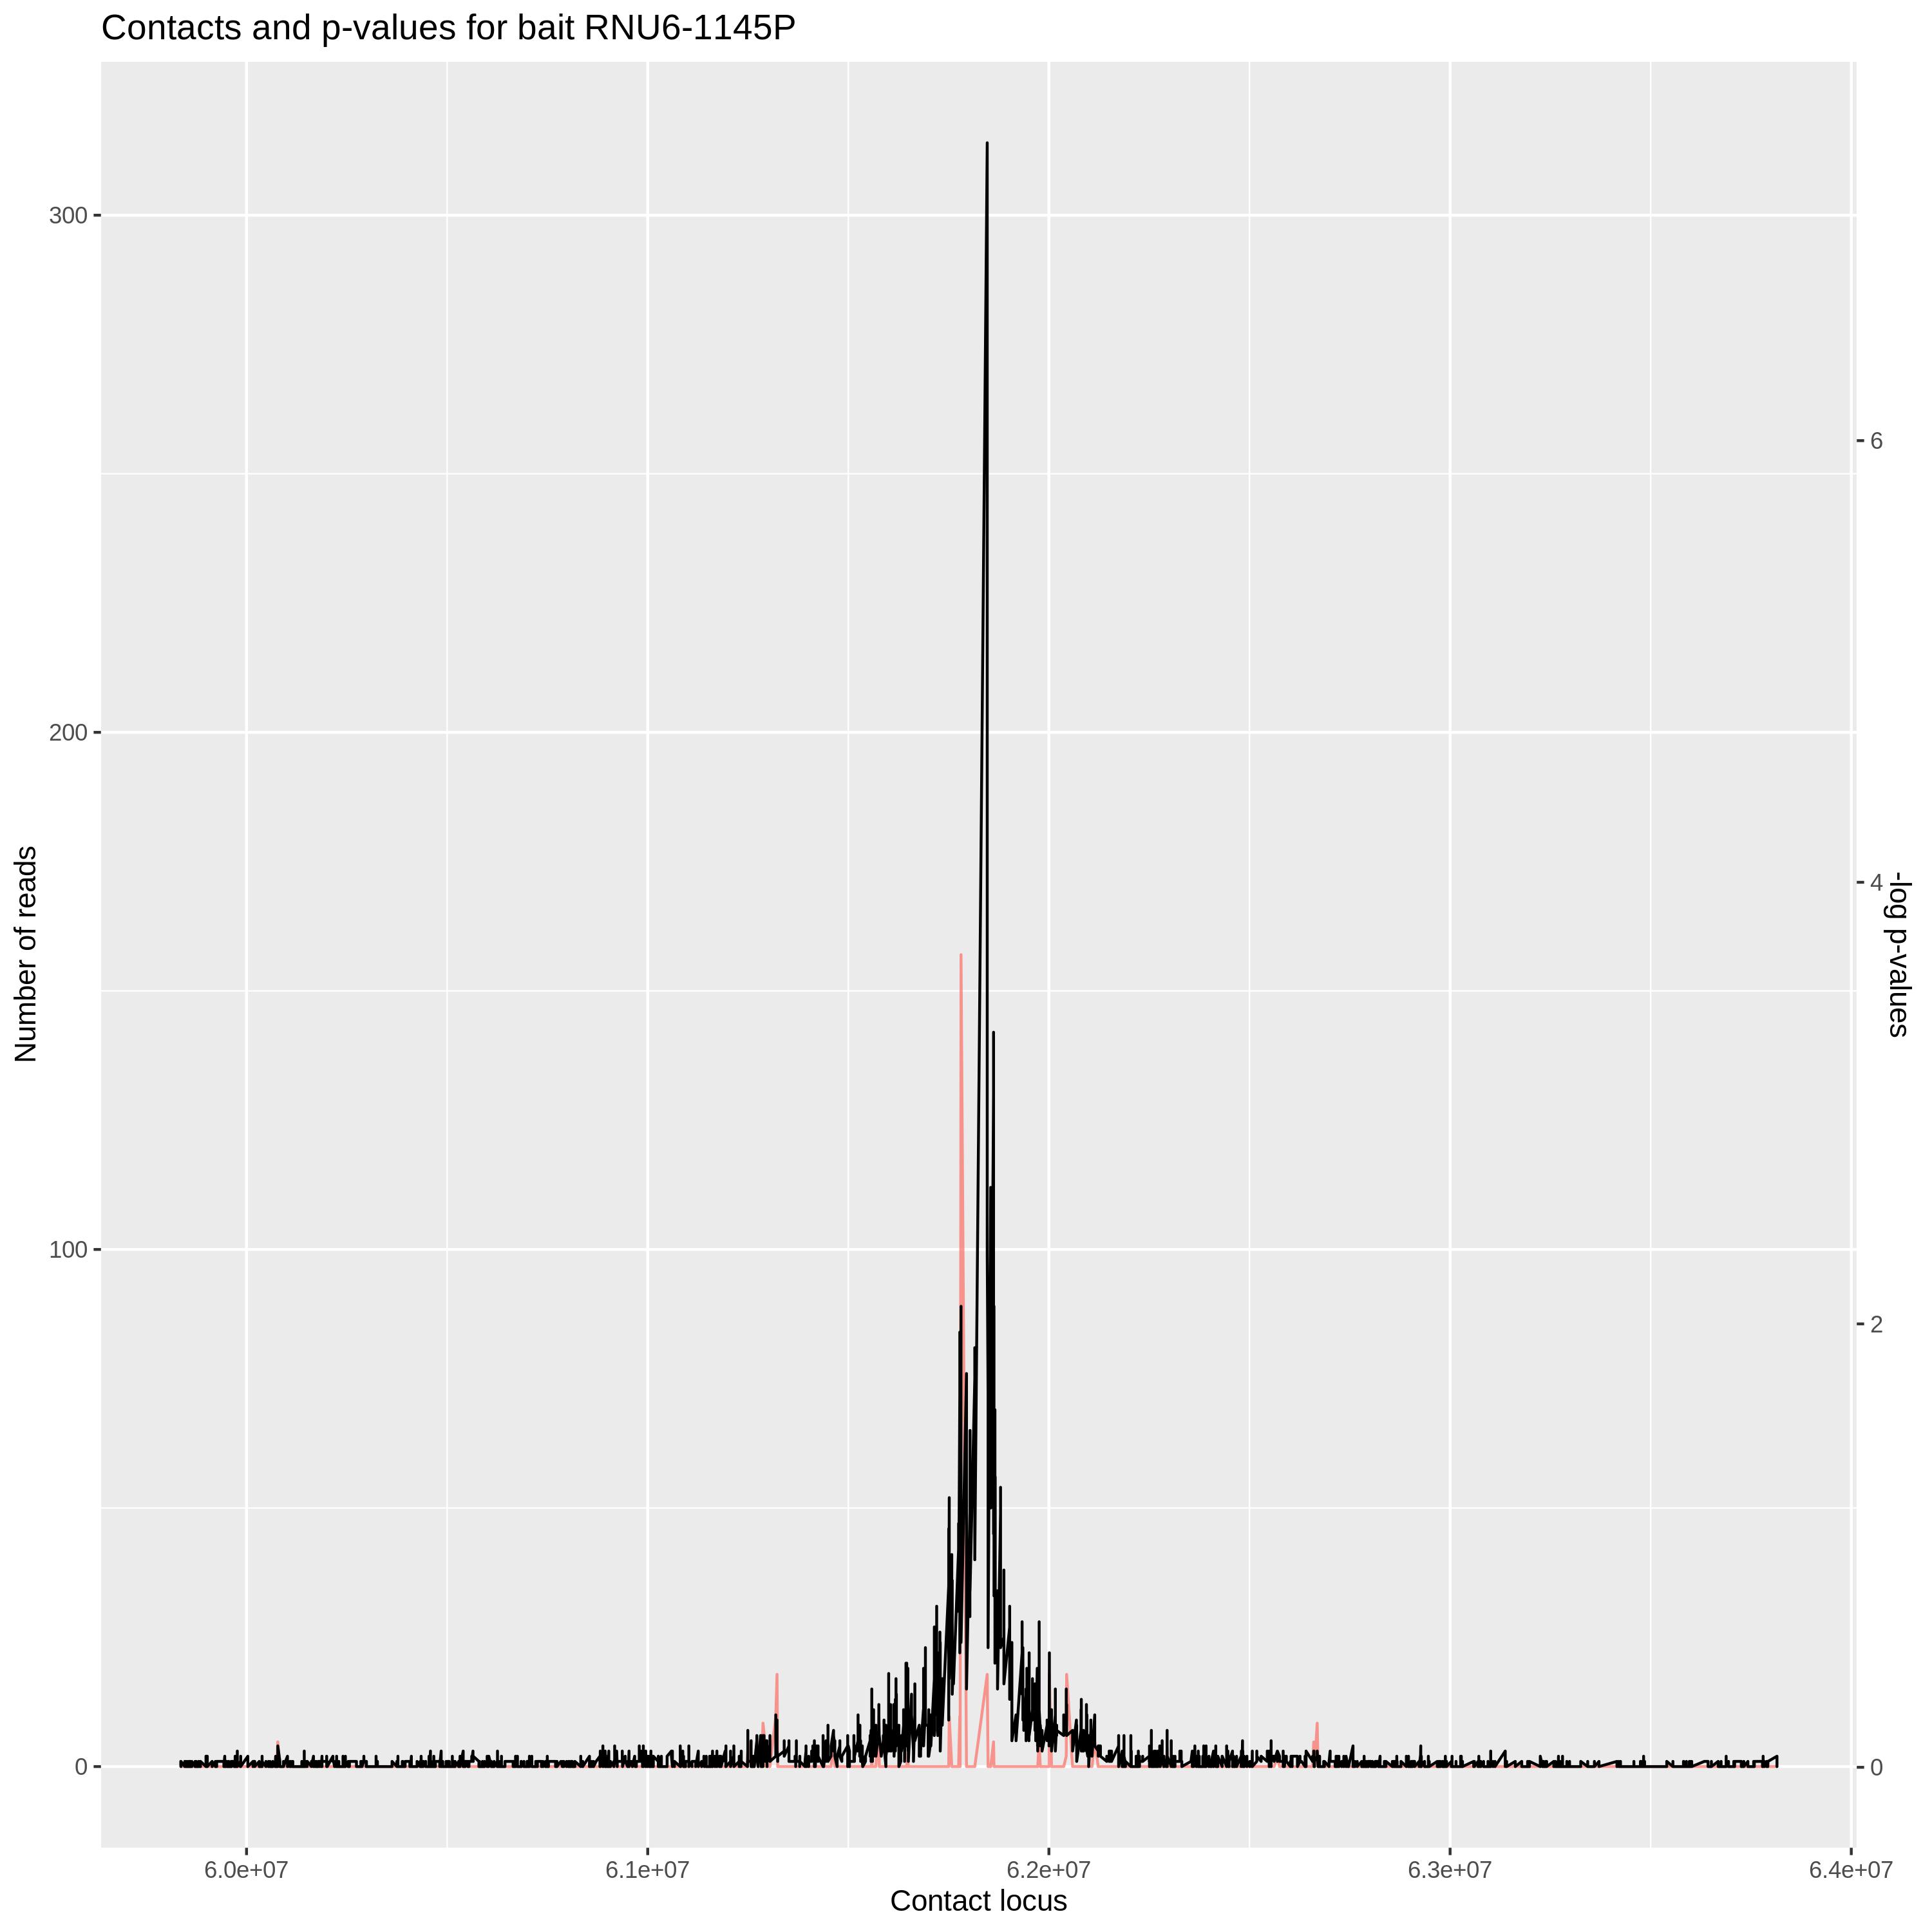 Contacts and p-values for bait RNU6-1145P
300
200
100
0
Number of reads
6
4
2
0
-log p-values
6.0e+07
6.1e+07
6.2e+07
6.3e+07
6.4e+07
Contact locus